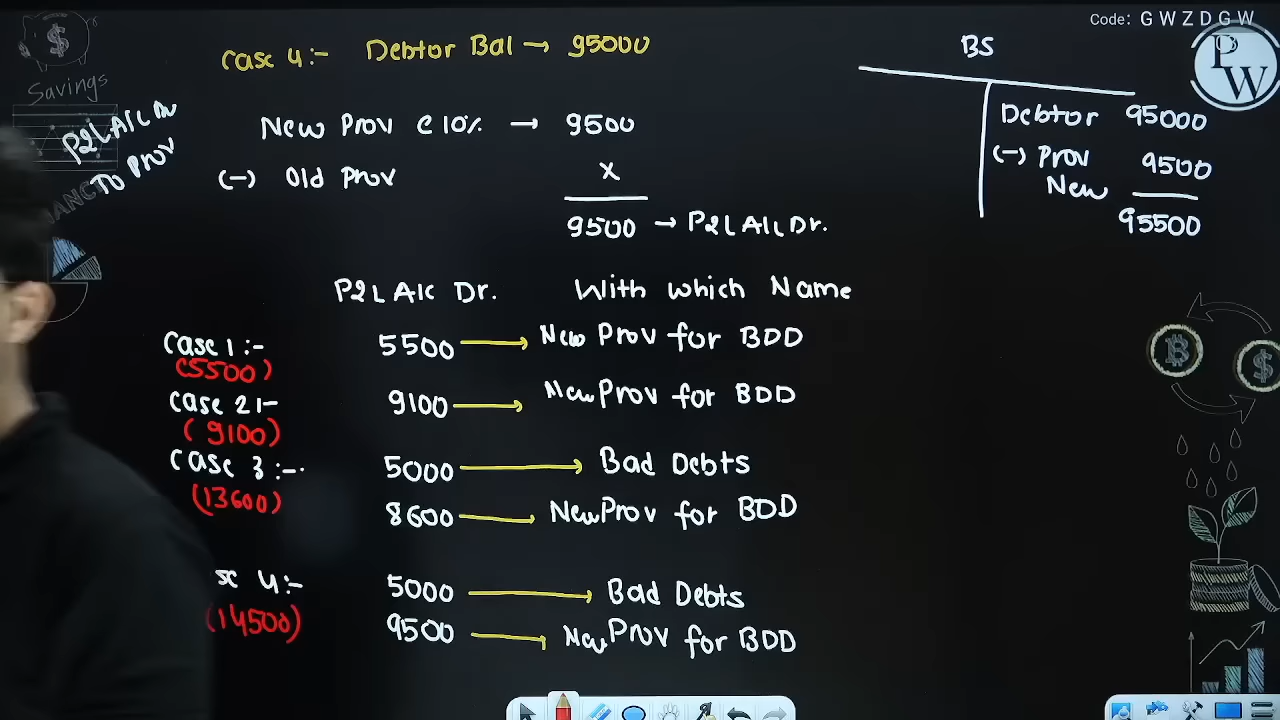 Code: G W Z D G W
Case 4:- Debtor Bal → 95000
BS
PW
Savings
P&L A/c Dr
To Prov
New Prov @ 10% → 9500
(-) Old Prov X
9500 → P&L A/c Dr.
Debtor 95000
(-) Prov 9500
New
95500
P&L A/c Dr. With which Name
Case 1:- 5500 → New Prov for BDD
(5500)
Case 2:- 9100 → New Prov for BDD
(9100)
Case 3:- 5000 → Bad Debts
(13600)
8600 → New Prov for BDD
se 4:- 5000 → Bad Debts
(14500)
9500 → New Prov for BDD